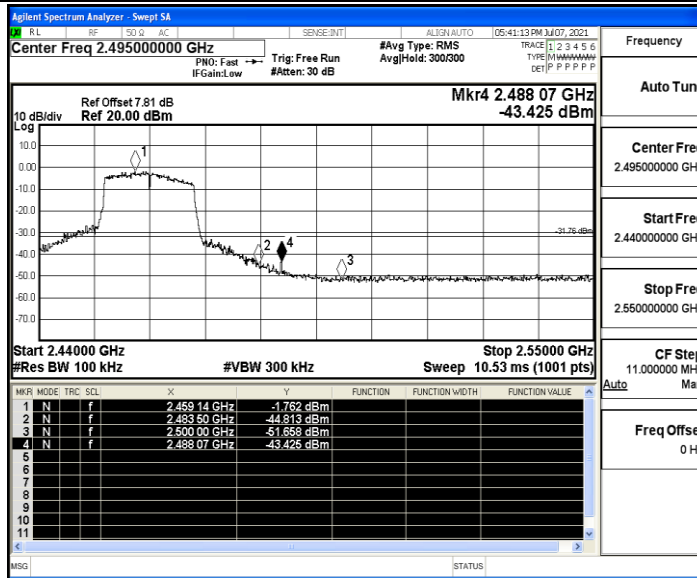 Agilent Spectrum Analyzer - Swept SA
RL RF 50 Ω AC SENSE:INT ALIGN AUTO 05:41:13 PM Jul 07, 2021
Center Freq 2.495000000 GHz
PNO: Fast
IFGain:Low
Trig: Free Run
#Atten: 30 dB
#Avg Type: RMS
Avg|Hold: 300/300
TRACE 1 2 3 4 5 6
TYPE M
DET P P P P P P
Mkr4 2.488 07 GHz
-43.425 dBm
10 dB/div
Log
Ref Offset 7.81 dB
Ref 20.00 dBm
10.0
0.00
-10.0
-20.0
-30.0
-40.0
-50.0
-60.0
-70.0
1
2
4
3
-31.76 dBm
Start 2.44000 GHz
Stop 2.55000 GHz
#Res BW 100 kHz #VBW 300 kHz Sweep 10.53 ms (1001 pts)
MKR MODE TRC SCL X Y FUNCTION FUNCTION WIDTH FUNCTION VALUE
1 N f 2.459 14 GHz -1.762 dBm
2 N f 2.483 50 GHz -44.813 dBm
3 N f 2.500 00 GHz -51.658 dBm
4 N f 2.488 07 GHz -43.425 dBm
5
6
7
8
9
10
11
MSG STATUS
Frequency
Auto Tun
Center Fre
2.495000000 GH
Start Fre
2.440000000 GH
Stop Fre
2.550000000 GH
CF Step
11.000000 MH
Auto Ma
Freq Offse
0 H